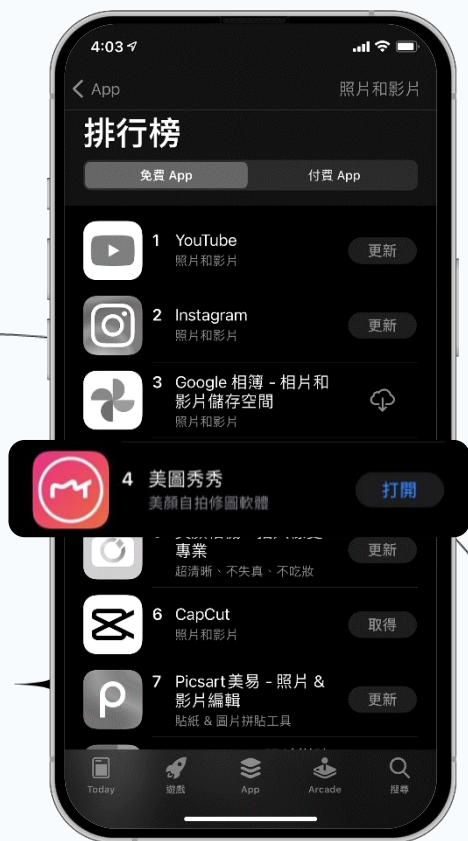 4:03
App
照片和影片
排行榜
免費 App
付費 App
1 YouTube
照片和影片
更新
2 Instagram
照片和影片
更新
3 Google 相簿 - 相片和
影片儲存空間
照片和影片
4 美圖秀秀
美顏自拍修圖軟體
打開
專業
超清晰、不失真、不吃妝
更新
6 CapCut
照片和影片
取得
7 Picsart美易 - 照片 &
影片編輯
貼紙 & 圖片拼貼工具
更新
Today
遊戲
App
Arcade
搜尋